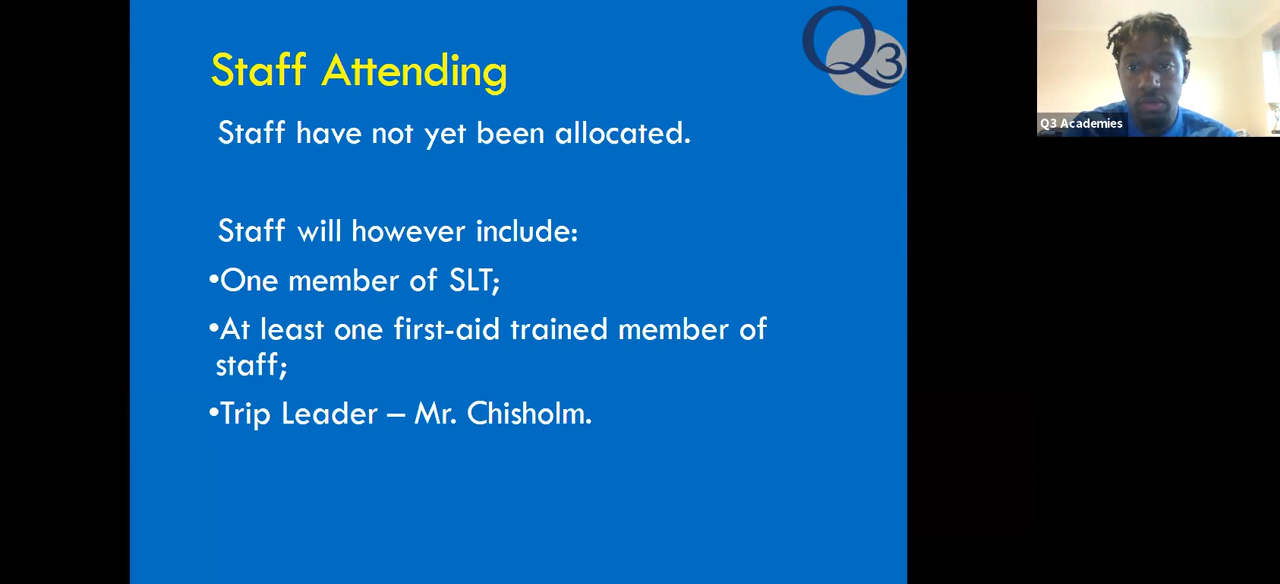 Staff Attending
Q3
Staff have not yet been allocated.
Staff will however include:
•One member of SLT;
•At least one first-aid trained member of
staff;
•Trip Leader – Mr. Chisholm.
Q3 Academies